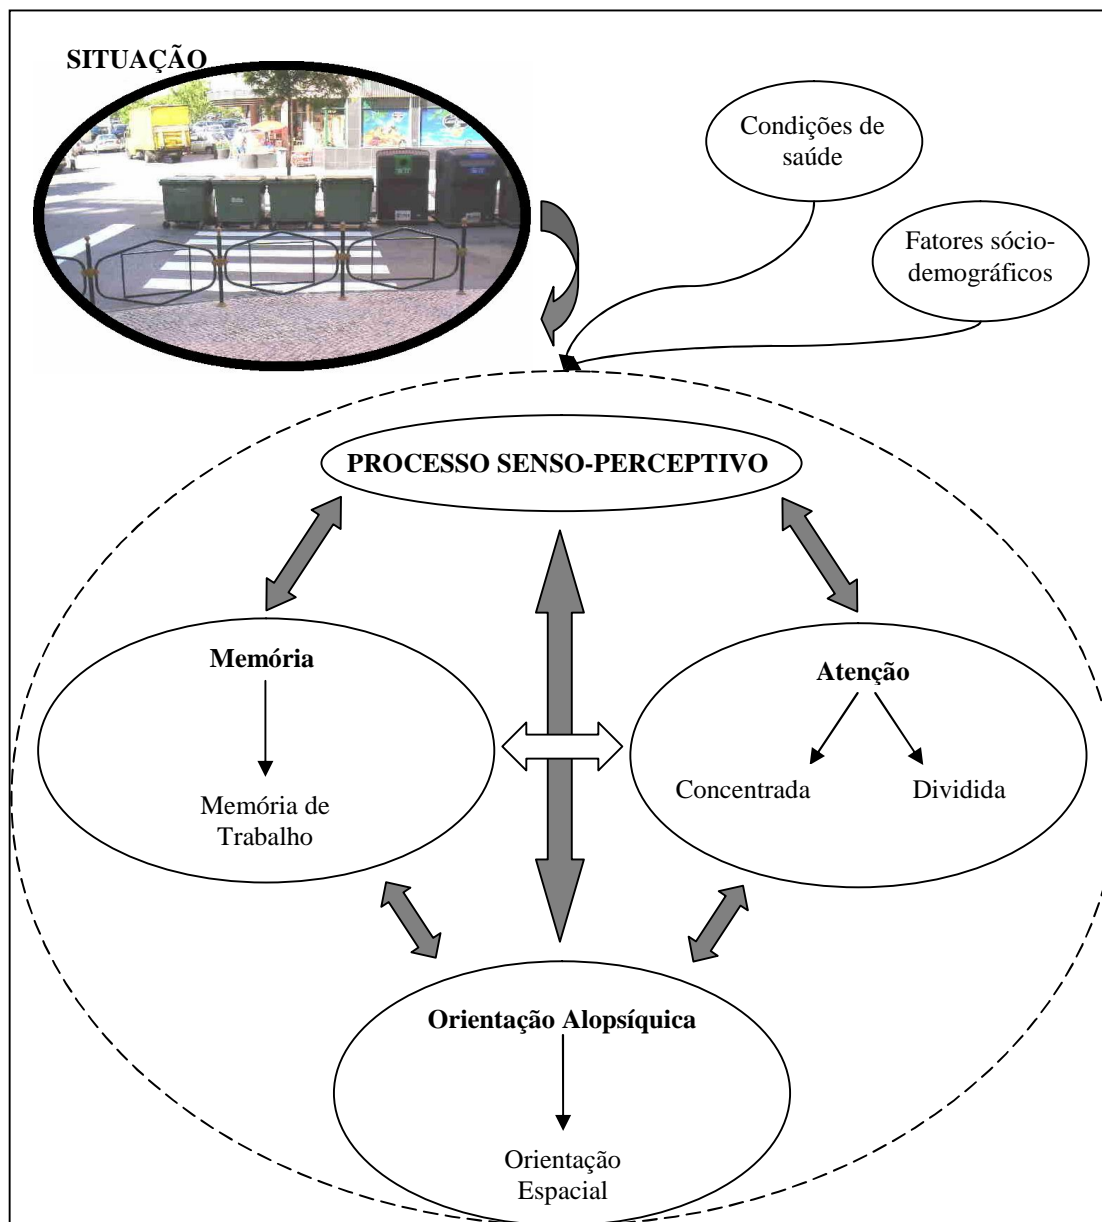 SITUAÇÃO
Condições de
saúde
Fatores sócio-
demográficos
PROCESSO SENSO-PERCEPTIVO
Memória
Memória de
Trabalho
Atenção
Concentrada
Dividida
Orientação Alopsíquica
Orientação
Espacial